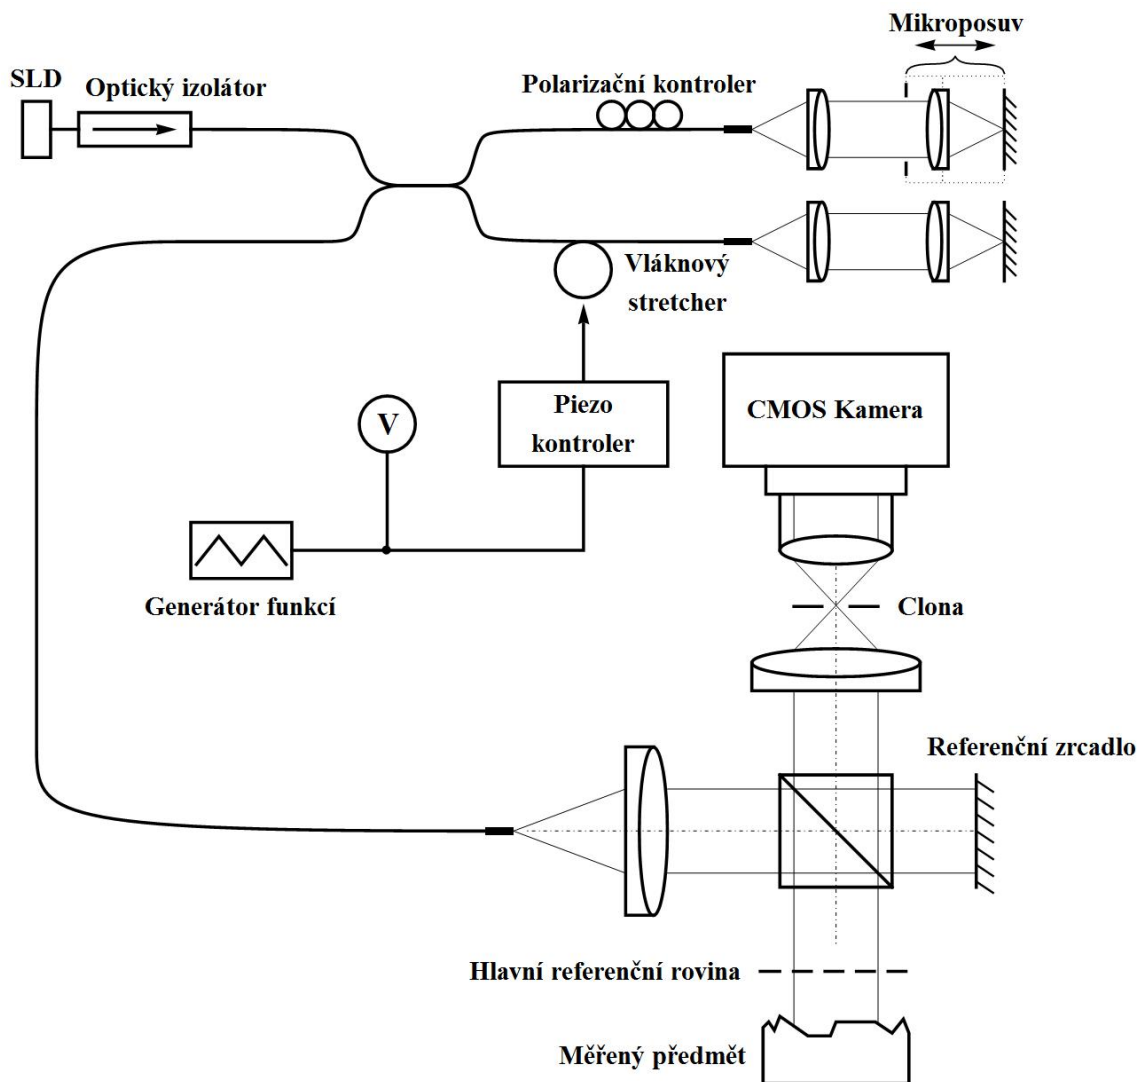 Mikroposuv
SLD
Optický izolátor
Polarizační kontroler
Vláknový
stretcher
Piezo
kontroler
CMOS Kamera
V
Generátor funkcí
Clona
Referenční zrcadlo
Hlavní referenční rovina
Měřený předmět